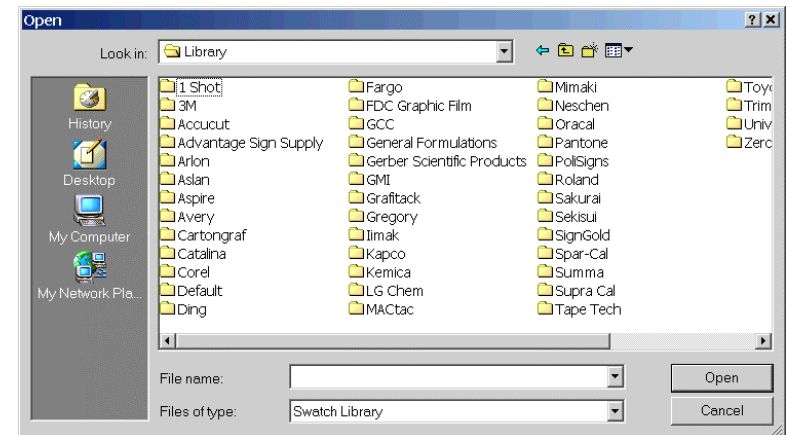 Open
Look in:
Library
History
Desktop
My Computer
My Network Pla...
1 Shot
3M
Accucut
Advantage Sign Supply
Arlon
Aslan
Aspire
Avery
Cartongraf
Catalina
Corel
Default
Ding
Fargo
FDC Graphic Film
GCC
General Formulations
Gerber Scientific Products
GMI
Grafitack
Gregory
Iimak
Kapco
Kemica
LG Chem
MACtac
Mimaki
Neschen
Oracal
Pantone
PoliSigns
Roland
Sakurai
Sekisui
SignGold
Spar-Cal
Summa
Supra Cal
Tape Tech
Trim
Univ
File name:
Open
Files of type:
Swatch Library
Cancel